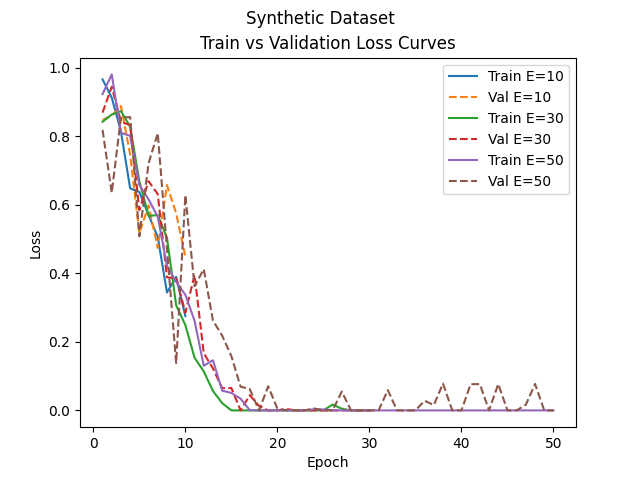 Synthetic Dataset
Train vs Validation Loss Curves
1.0
0.8
0.6
0.4
0.2
0.0
Loss
Train E=10
Val E=10
Train E=30
Val E=30
Train E=50
Val E=50
0 10 20 30 40 50
Epoch